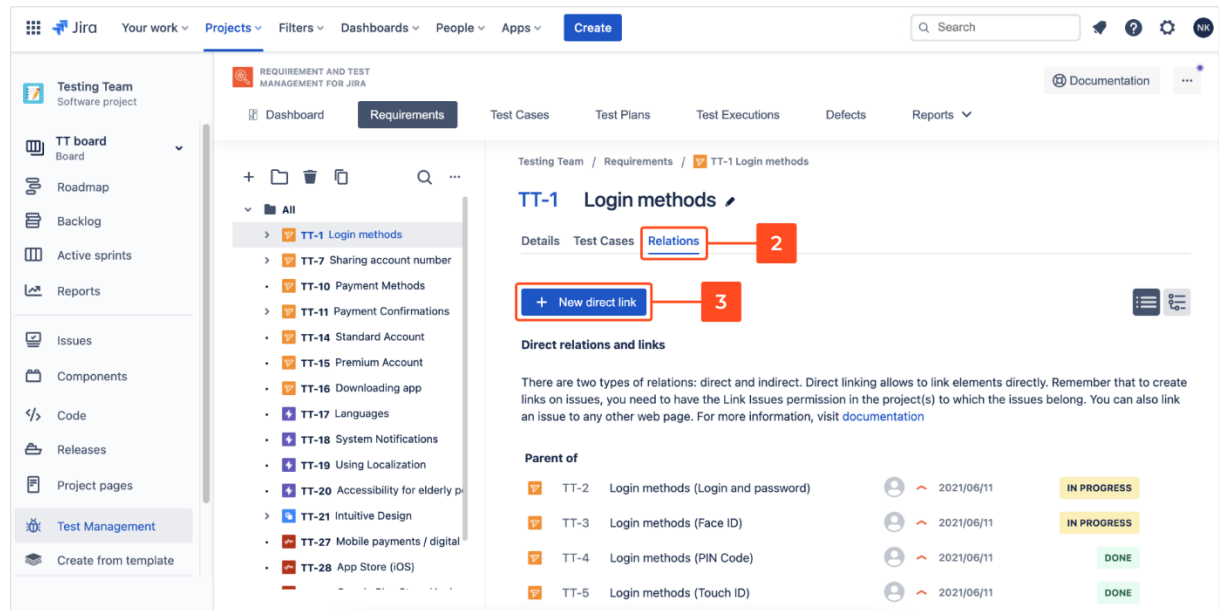 Jira Your work Projects Filters Dashboards People Apps Create Search NK
Testing Team
Software project
TT board
Board
Roadmap
Backlog
Active sprints
Reports
Issues
Components
Code
Releases
Project pages
Test Management
Create from template
REQUIREMENT AND TEST
MANAGEMENT FOR JIRA
Documentation
Dashboard Requirements Test Cases Test Plans Test Executions Defects Reports
All
TT-1 Login methods
TT-7 Sharing account number
TT-10 Payment Methods
TT-11 Payment Confirmations
TT-14 Standard Account
TT-15 Premium Account
TT-16 Downloading app
TT-17 Languages
TT-18 System Notifications
TT-19 Using Localization
TT-20 Accessibility for elderly
TT-21 Intuitive Design
TT-27 Mobile payments / digital
TT-28 App Store (iOS)
Testing Team / Requirements / TT-1 Login methods
TT-1 Login methods
Details Test Cases Relations 2
+ New direct link 3
Direct relations and links
There are two types of relations: direct and indirect. Direct linking allows to link elements directly. Remember that to create
links on issues, you need to have the Link Issues permission in the project(s) to which the issues belong. You can also link
an issue to any other web page. For more information, visit documentation
Parent of
TT-2 Login methods (Login and password) 2021/06/11 IN PROGRESS
TT-3 Login methods (Face ID) 2021/06/11 IN PROGRESS
TT-4 Login methods (PIN Code) 2021/06/11 DONE
TT-5 Login methods (Touch ID) 2021/06/11 DONE